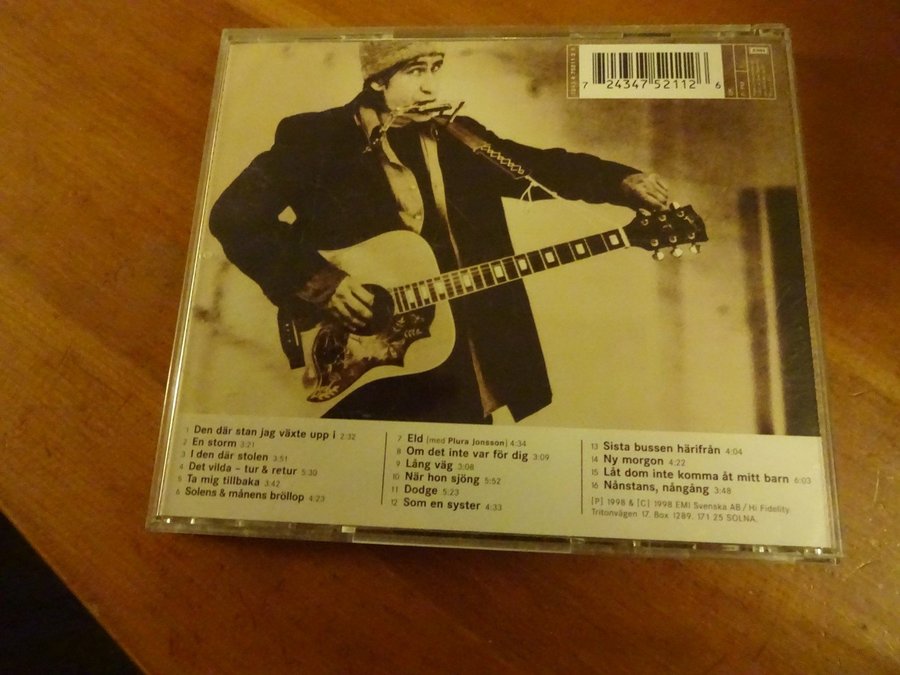 7 24347 52112 6
EMI
1 Den där stan jag växte upp i 2:32
2 En storm 3:21
3 I den där stolen 3:51
4 Det vilda – tur & retur 5:30
5 Ta mig tillbaka 3:42
6 Solens & månens bröllop 4:23
7 Eld [med Plura Jonsson] 4:34
8 Om det inte var för dig 3:09
9 Lång väg 3:08
10 När hon sjöng 5:52
11 Dodge 5:23
12 Som en syster 4:33
13 Sista bussen härifrån 4:04
14 Ny morgon 4:22
15 Låt dom inte komma åt mitt barn 6:03
16 Nånstans, nångång 3:48
[P] 1998 & [C] 1998 EMI Svenska AB / Hi Fidelity.
Tritonvägen 17. Box 1289. 171 25 SOLNA.